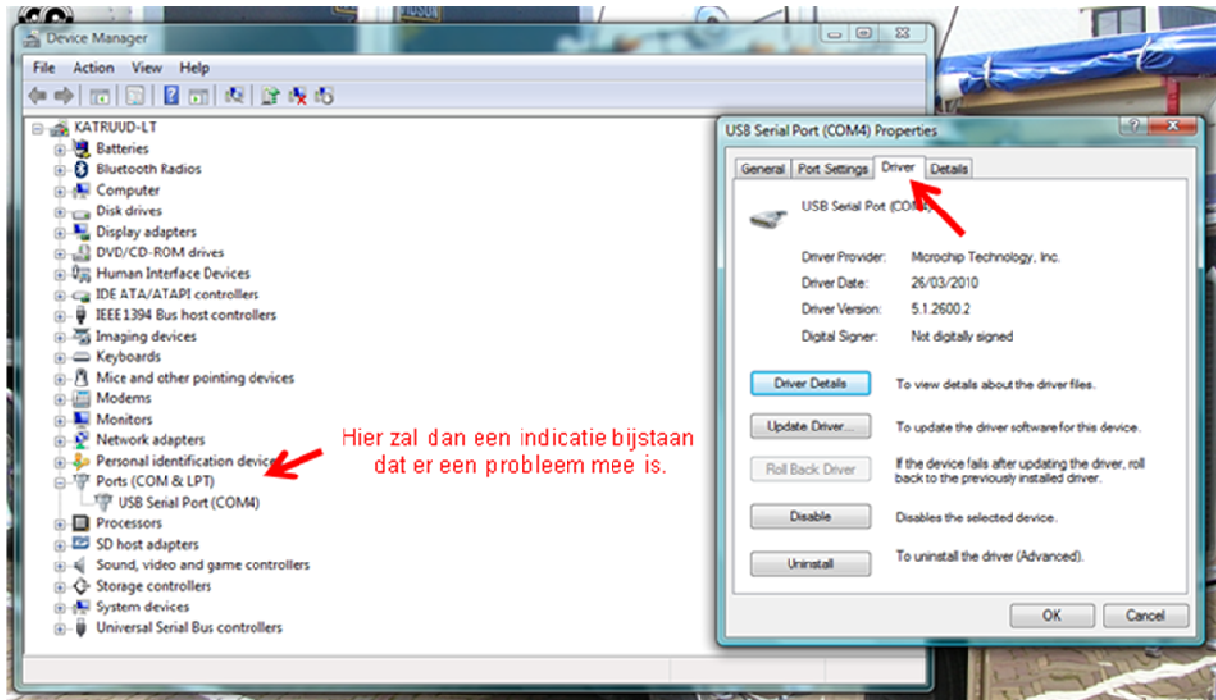 Device Manager
File Action View Help
KATRUUD-LT
Batteries
Bluetooth Radios
Computer
Disk drives
Display adapters
DVD/CD-ROM drives
Human Interface Devices
IDE ATA/ATAPI controllers
IEEE 1394 Bus host controllers
Imaging devices
Keyboards
Mice and other pointing devices
Modems
Monitors
Network adapters
Personal identification device
Ports (COM & LPT)
USB Serial Port (COM4)
Processors
SD host adapters
Sound, video and game controllers
Storage controllers
System devices
Universal Serial Bus controllers
Hier zal dan een indicatie bijstaan
dat er een probleem mee is.
USB Serial Port (COM4) Properties
General Port Settings Driver Details
USB Serial Port (COM4)
Driver Provider: Microchip Technology, Inc.
Driver Date: 26/03/2010
Driver Version: 5.1.2600.2
Digital Signer: Not digitally signed
Driver Details To view details about the driver files.
Update Driver... To update the driver software for this device.
Roll Back Driver If the device fails after updating the driver, roll
back to the previously installed driver.
Disable Disables the selected device.
Uninstall To uninstall the driver (Advanced).
OK Cancel